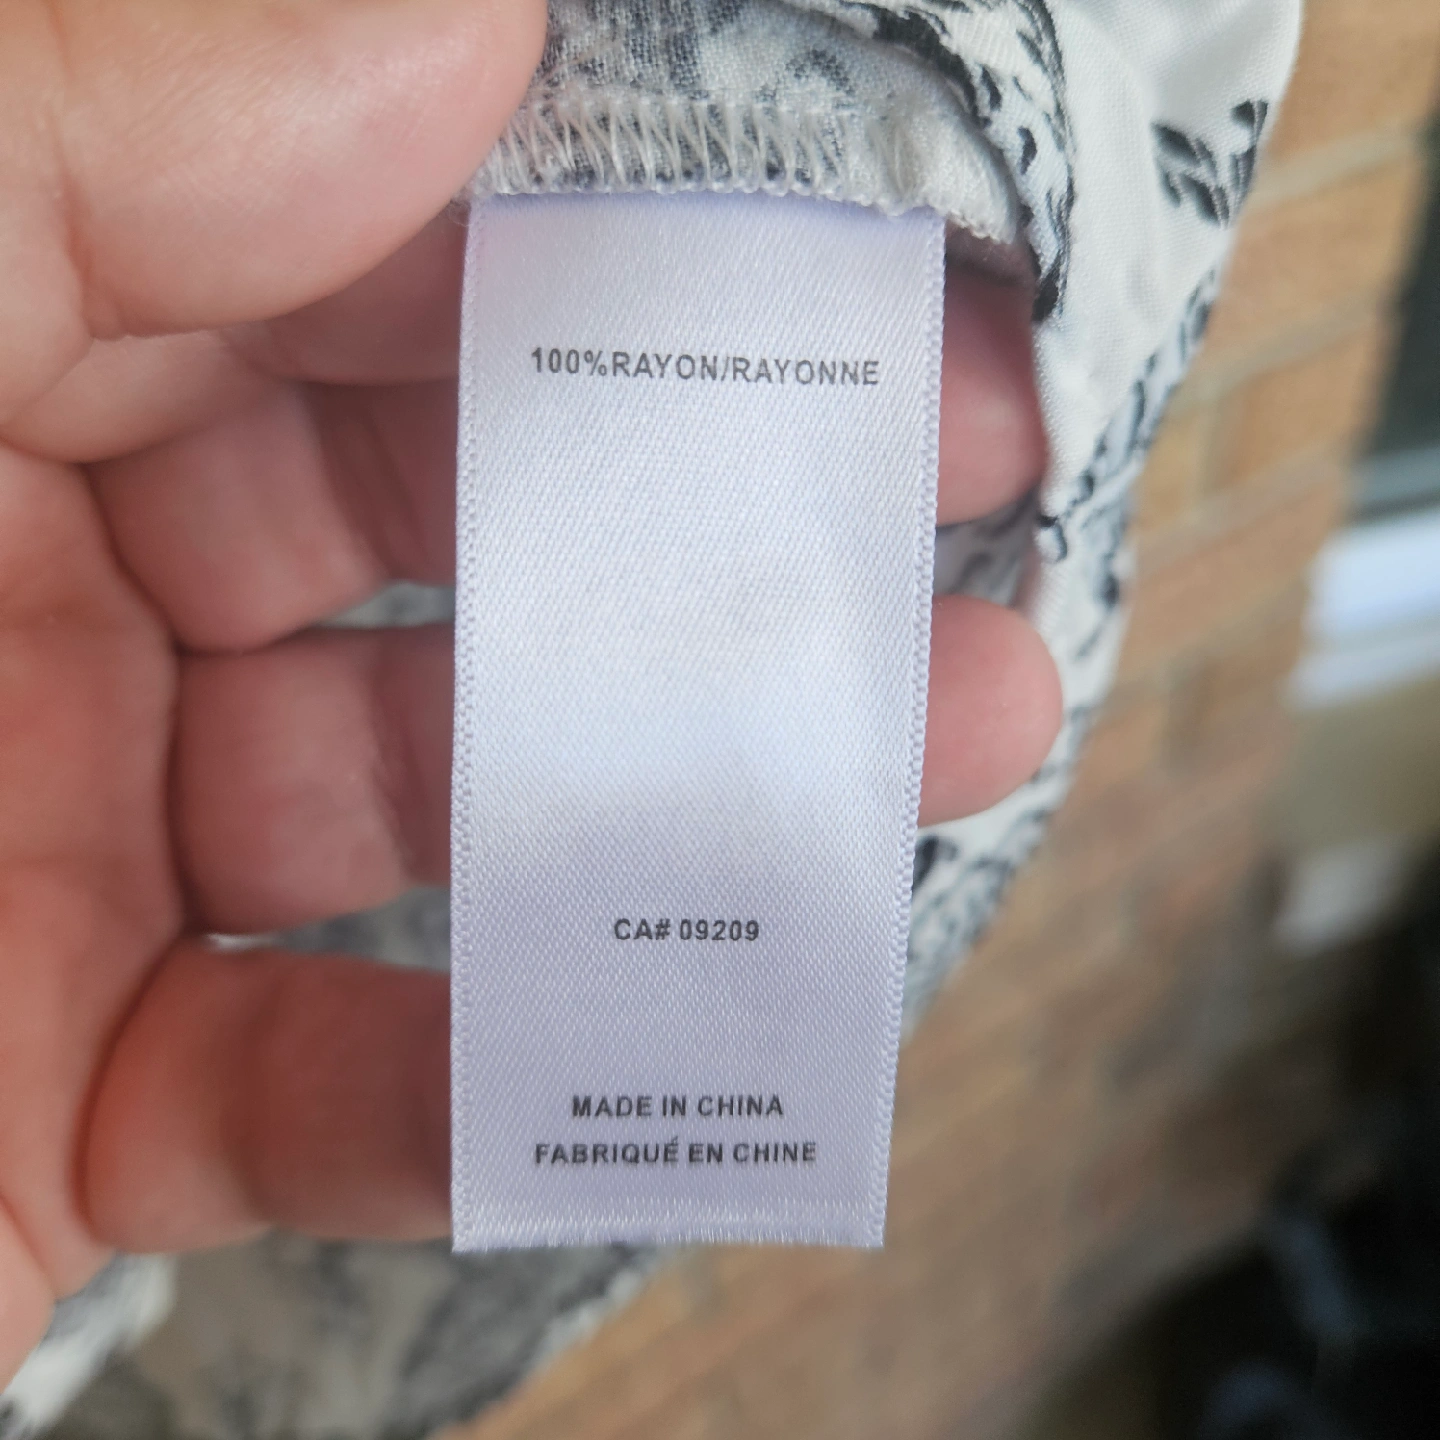 100%RAYON/RAYONNE
CA# 09209
MADE IN CHINA
FABRIQUÉ EN CHINE